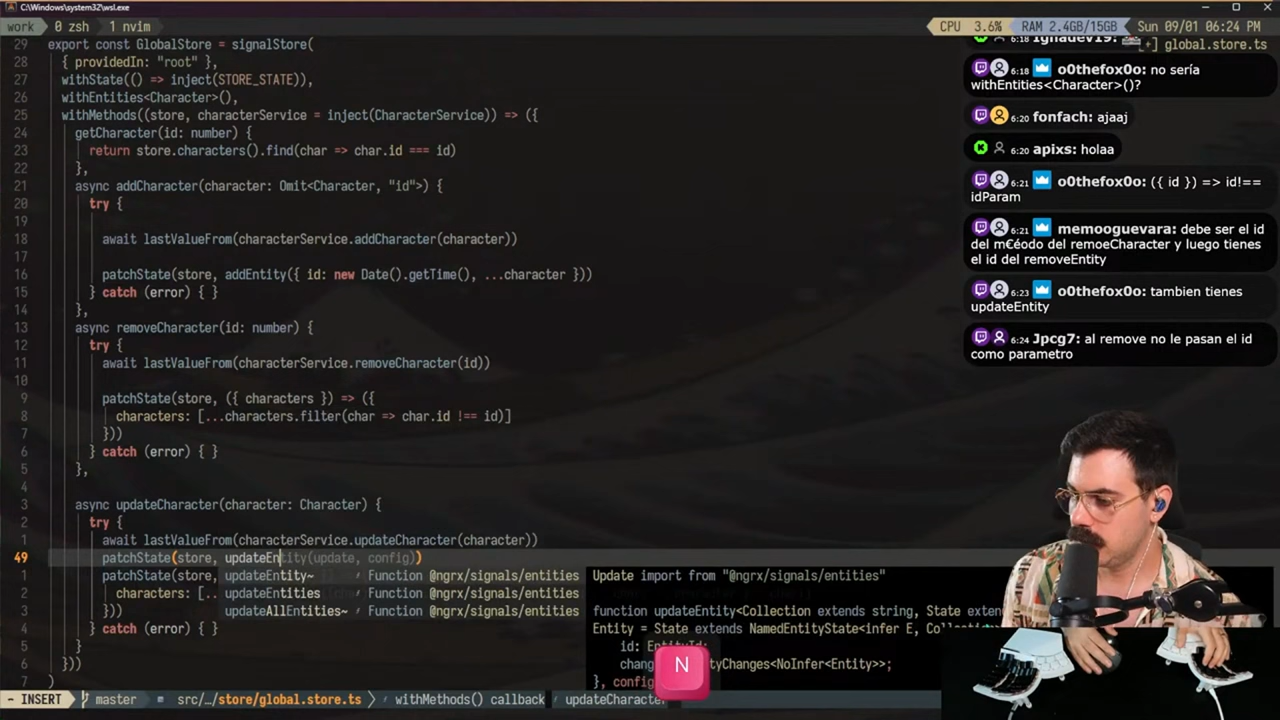 C:\Windows\system32\wsl.exe
work 0 zsh 1 nvim
CPU 3.6% RAM 2.4GB/15GB Sun 09/01 06:24 PM
[+] global.store.ts
29 export const GlobalStore = signalStore(
28 { providedIn: "root" },
27 withState(() => inject(STORE_STATE)),
26 withEntities<Character>(),
25 withMethods((store, characterService = inject(CharacterService)) => ({
24 getCharacter(id: number) {
23 return store.characters().find(char => char.id === id)
22 },
21 async addCharacter(character: Omit<Character, "id">) {
20 try {
19
18 await lastValueFrom(characterService.addCharacter(character))
17
16 patchState(store, addEntity({ id: new Date().getTime(), ...character }))
15 } catch (error) { }
14 },
13 async removeCharacter(id: number) {
12 try {
11 await lastValueFrom(characterService.removeCharacter(id))
10
9 patchState(store, ({ characters }) => ({
8 characters: [...characters.filter(char => char.id !== id)]
7 }))
6 } catch (error) { }
5 },
4
3 async updateCharacter(character: Character) {
2 try {
1 await lastValueFrom(characterService.updateCharacter(character))
49 patchState(store, updateEntity(update, config))
1 patchState(store,
2 characters: [..
3 }))
4 } catch (error) { }
5 }
6 }))
7 )
updateEntity~ Function @ngrx/signals/entities
updateEntities Function @ngrx/signals/entities
updateAllEntities~ Function @ngrx/signals/entities
Update import from "@ngrx/signals/entities"
function updateEntity<Collection extends string, State exte
Entity = State extends NamedEntityState<infer E, Co
id:
tyChanges<NoInfer<Entity>>;
}, config
N
- INSERT master src/…/store/global.store.ts withMethods() callback updateCharacter
6:18
6:18 o0thefox0o: no sería
withEntities<Character>()?
6:20 fonfach: ajaaj
6:20 apixs: holaa
6:21 o0thefox0o: ({ id }) => id!==
idParam
6:21 memooguevara: debe ser el id
del m€éodo del remoeCharacter y luego tienes
el id del removeEntity
6:23 o0thefox0o: tambien tienes
updateEntity
6:24 Jpcg7: al remove no le pasan el id
como parametro